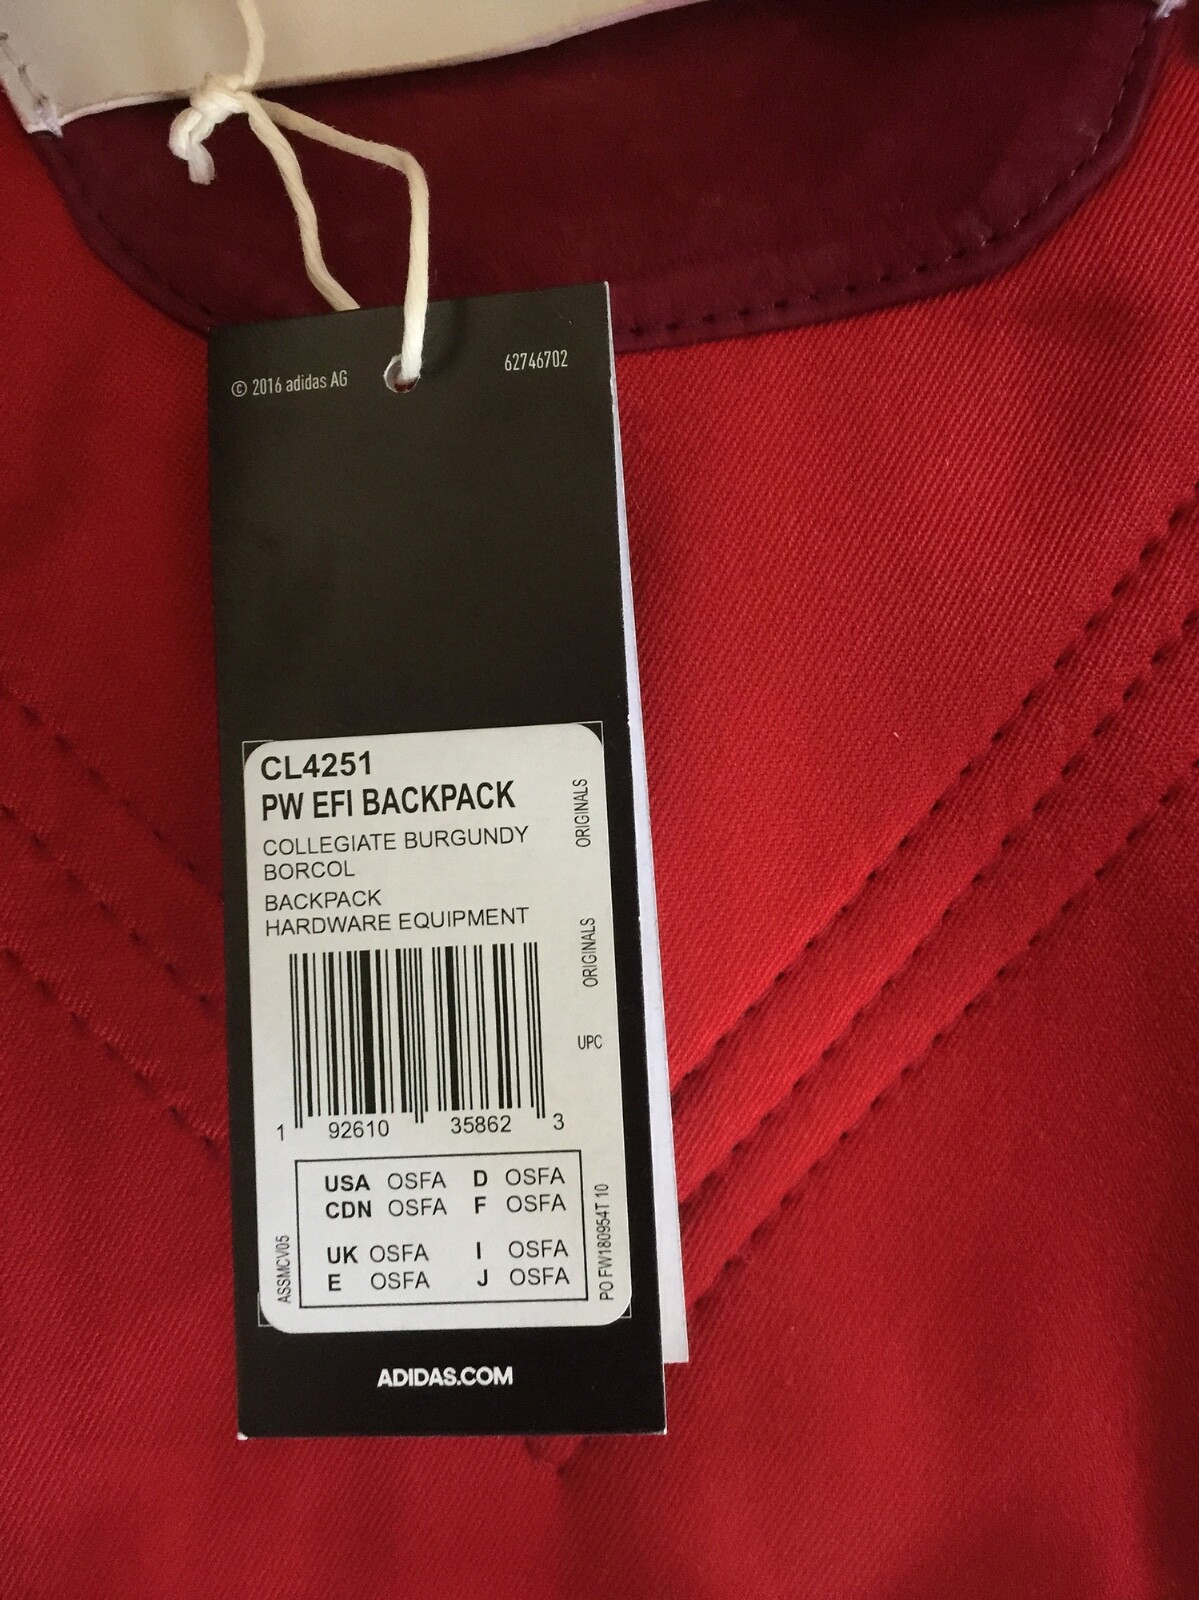 © 2016 adidas AG
62746702
CL4251
PW EFI BACKPACK
COLLEGIATE BURGUNDY
BORCOL
BACKPACK
HARDWARE EQUIPMENT
ORIGINALS
ORIGINALS
UPC
1 92610 35862 3
USA OSFA D OSFA
CDN OSFA F OSFA
UK OSFA I OSFA
E OSFA J OSFA
ASSMCV05
PO FW180954T 10
ADIDAS.COM